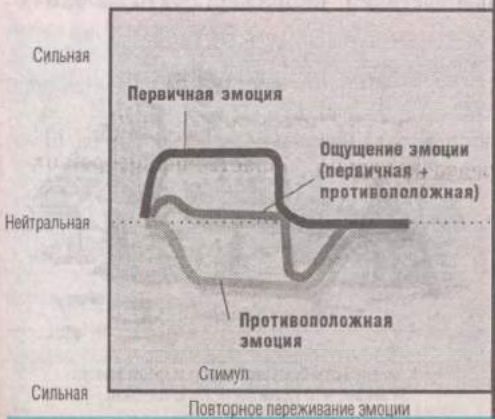 Сильная
Первичная эмоция
Ощущение эмоции
(первичная +
противоположная)
Нейтральная
Противоположная
эмоция
Стимул
Сильная
Повторное переживание эмоции